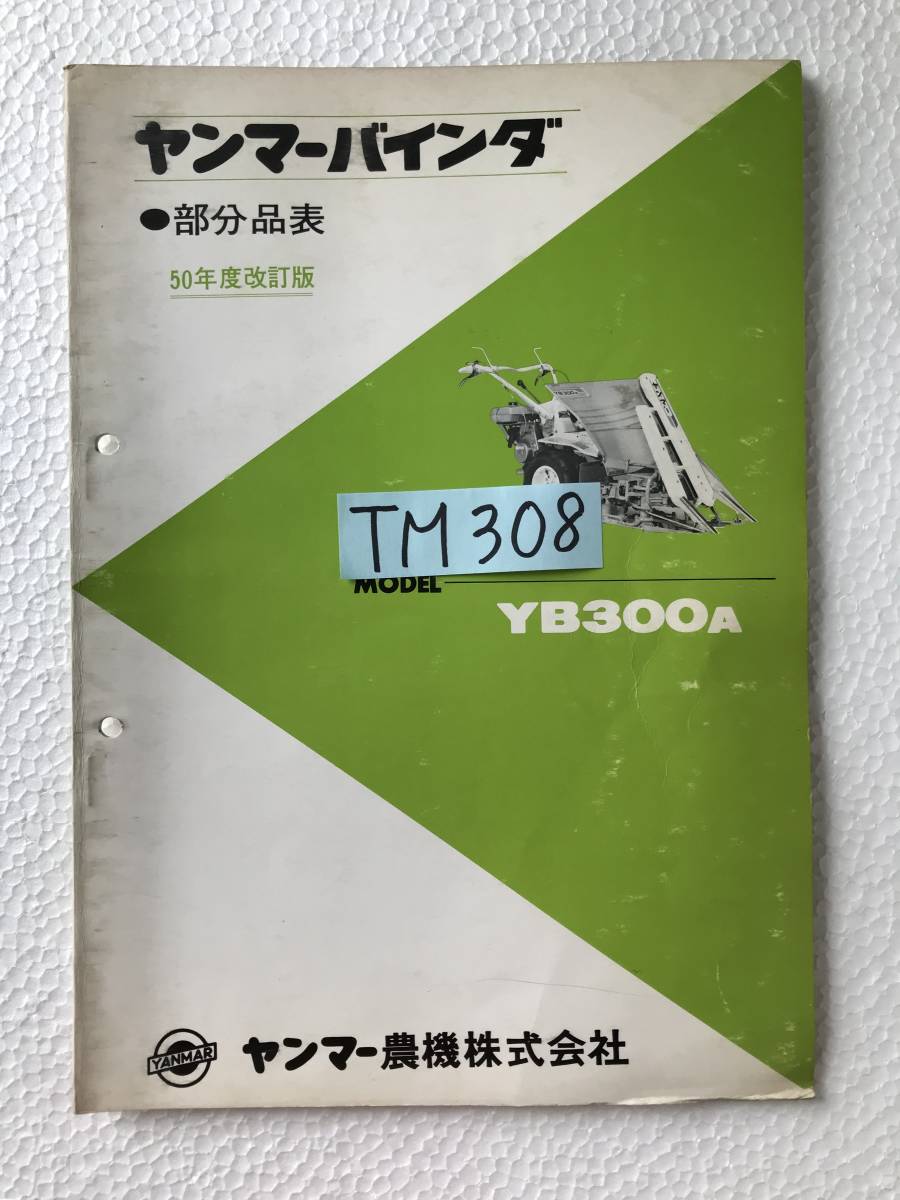 ヤンマーバインダ
●部分品表
50年度改訂版
YB300A
TM308
MODEL
YB300A
YANMAR
ヤンマー農機株式会社